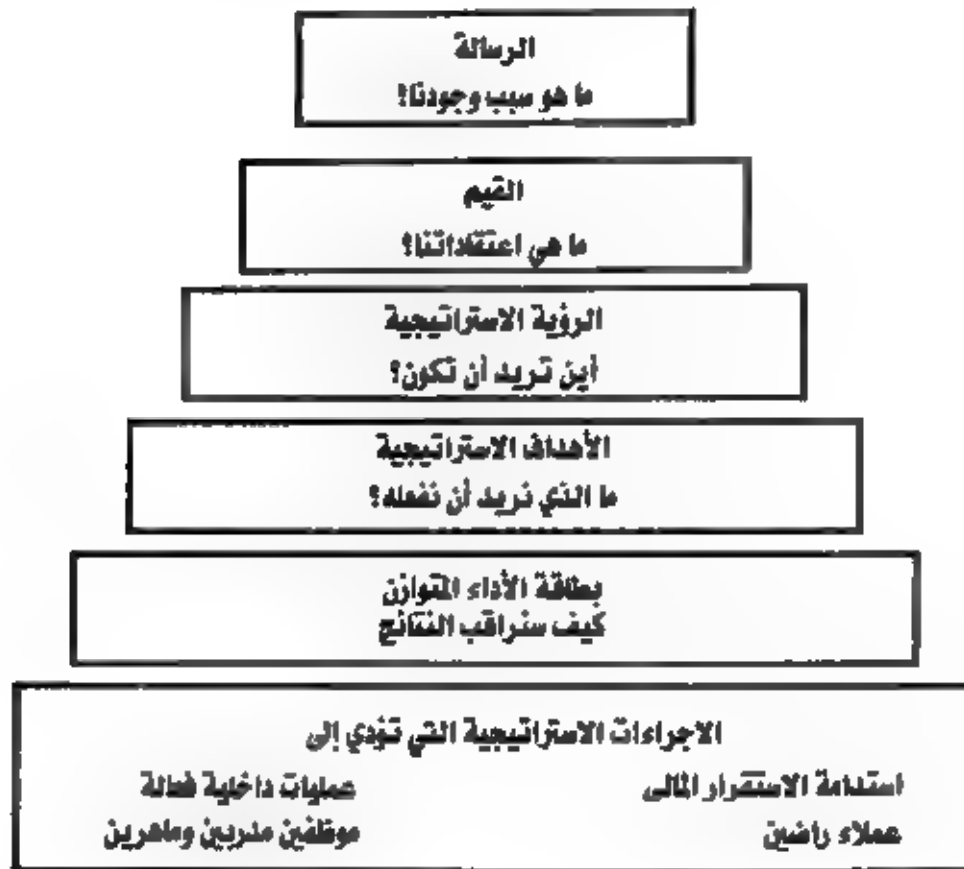 الرسالة
ما هو سبب وجودنا؟
القيم
ما هي اعتقاداتنا؟
الرؤية الاستراتيجية
أين تريد أن تكون؟
الأهداف الاستراتيجية
ما الذي نريد أن نفعله؟
بطاقة الأداء المتوازن
كيف سنراقب النتائج
الاجراءات الاستراتيجية التي تؤدي إلى
استدامة الاستقرار المالى عمليات داخلية فعالة
عملاء راضين موظفين مدربين وماهرين